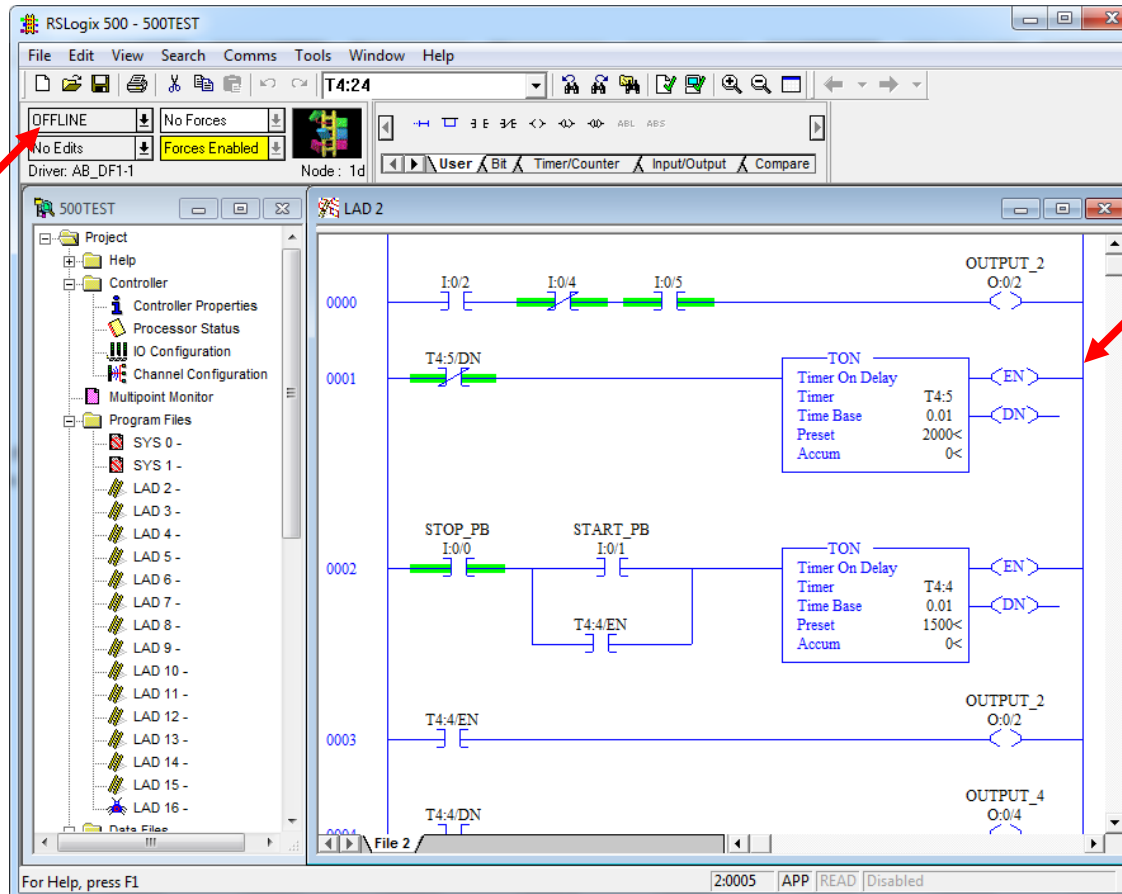 RSLogix 500 - 500TEST
File Edit View Search Comms Tools Window Help
T4:24
OFFLINE No Forces
No Edits Forces Enabled
Driver: AB_DF1-1 Node : 1d
ABL ABS
User Bit Timer/Counter Input/Output Compare
500TEST
Project
Help
Controller
Controller Properties
Processor Status
IO Configuration
Channel Configuration
Multipoint Monitor
Program Files
SYS 0 -
SYS 1 -
LAD 2 -
LAD 3 -
LAD 4 -
LAD 5 -
LAD 6 -
LAD 7 -
LAD 8 -
LAD 9 -
LAD 10 -
LAD 11 -
LAD 12 -
LAD 13 -
LAD 14 -
LAD 15 -
LAD 16 -
Data Files
LAD 2
OUTPUT_2
I:0/2 I:0/4 I:0/5 O:0/2
0000
T4:5/DN
0001
TON
Timer On Delay
Timer T4:5
Time Base 0.01
Preset 2000<
Accum 0<
EN
DN
STOP_PB START_PB
I:0/0 I:0/1
0002
T4:4/EN
TON
Timer On Delay
Timer T4:4
Time Base 0.01
Preset 1500<
Accum 0<
EN
DN
OUTPUT_2
T4:4/EN O:0/2
0003
OUTPUT_4
T4:4/DN O:0/4
0004
File 2
For Help, press F1
2:0005 APP READ Disabled